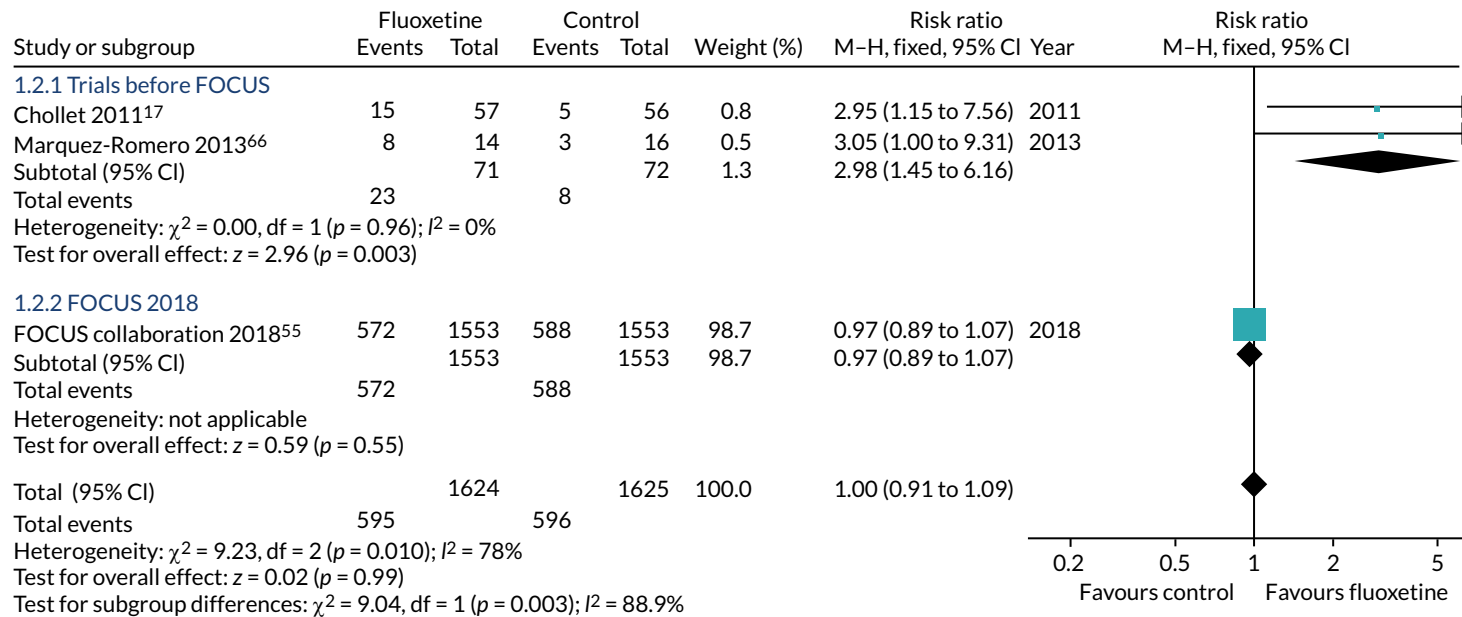 Fluoxetine Control Risk ratio Risk ratio
Study or subgroup Events Total Events Total Weight (%) M–H, fixed, 95% CI Year M–H, fixed, 95% CI
1.2.1 Trials before FOCUS
Chollet 2011¹⁷ 15 57 5 56 0.8 2.95 (1.15 to 7.56) 2011
Marquez-Romero 2013⁶⁶ 8 14 3 16 0.5 3.05 (1.00 to 9.31) 2013
Subtotal (95% CI) 71 72 1.3 2.98 (1.45 to 6.16)
Total events 23 8
Heterogeneity: χ² = 0.00, df = 1 (p = 0.96); I² = 0%
Test for overall effect: z = 2.96 (p = 0.003)
1.2.2 FOCUS 2018
FOCUS collaboration 2018⁵⁵ 572 1553 588 1553 98.7 0.97 (0.89 to 1.07) 2018
Subtotal (95% CI) 1553 1553 98.7 0.97 (0.89 to 1.07)
Total events 572 588
Heterogeneity: not applicable
Test for overall effect: z = 0.59 (p = 0.55)
Total (95% CI) 1624 1625 100.0 1.00 (0.91 to 1.09)
Total events 595 596
Heterogeneity: χ² = 9.23, df = 2 (p = 0.010); I² = 78%
Test for overall effect: z = 0.02 (p = 0.99)
Test for subgroup differences: χ² = 9.04, df = 1 (p = 0.003); I² = 88.9%
0.2 0.5 1 2 5
Favours control Favours fluoxetine